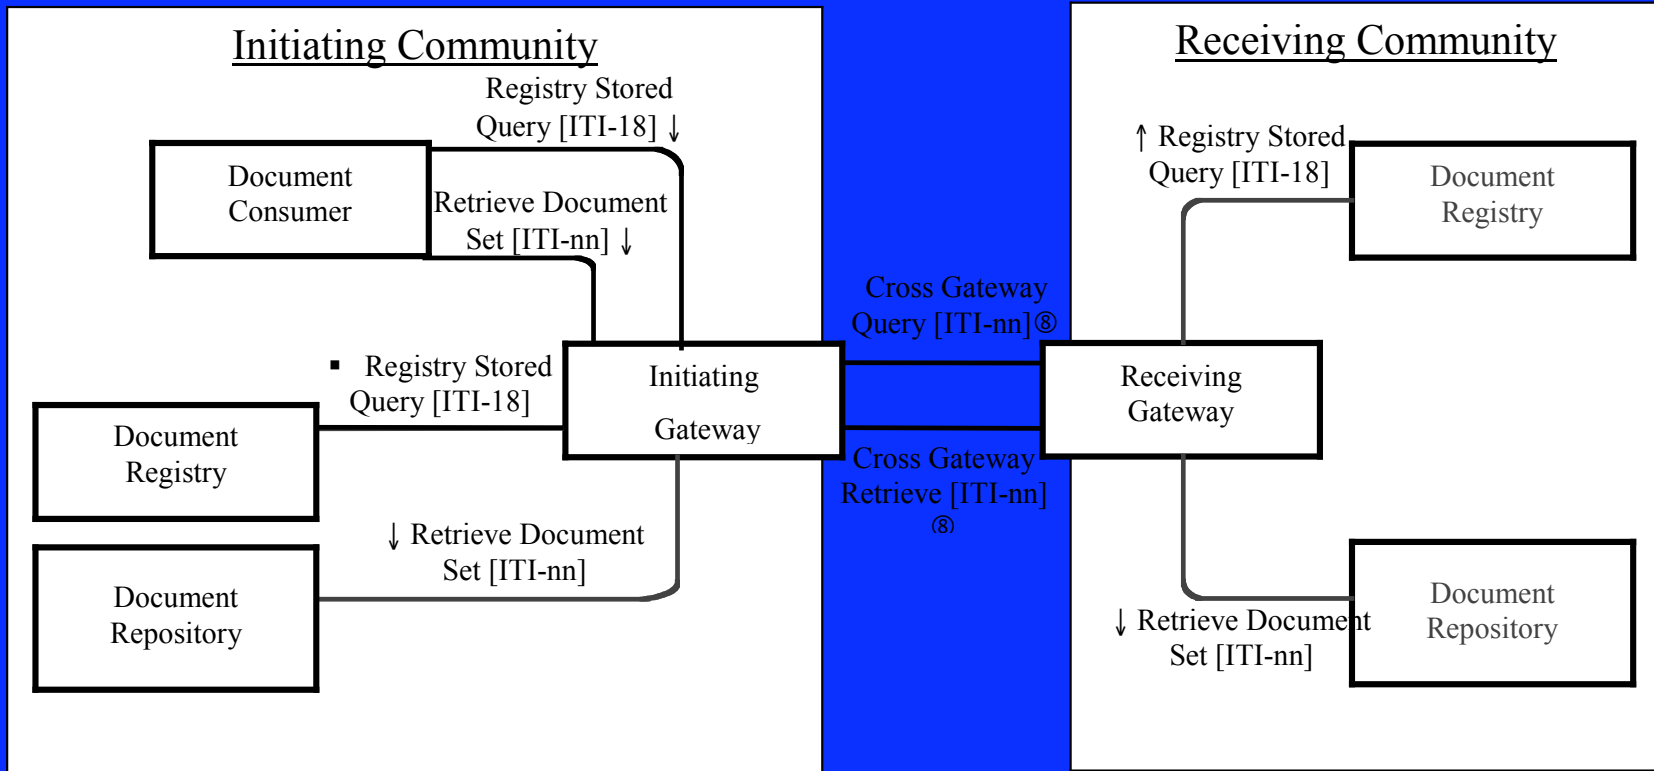 Initiating Community
Registry Stored
Query [ITI-18] ↓
Document
Consumer
Retrieve Document
Set [ITI-nn] ↓
▪ Registry Stored
Query [ITI-18]
Initiating
Gateway
Document
Registry
↓ Retrieve Document
Set [ITI-nn]
Document
Repository
Cross Gateway
Query [ITI-nn]®
Cross Gateway
Retrieve [ITI-nn]
®
Receiving Community
↑ Registry Stored
Query [ITI-18]
Document
Registry
Receiving
Gateway
↓ Retrieve Document
Set [ITI-nn]
Document
Repository